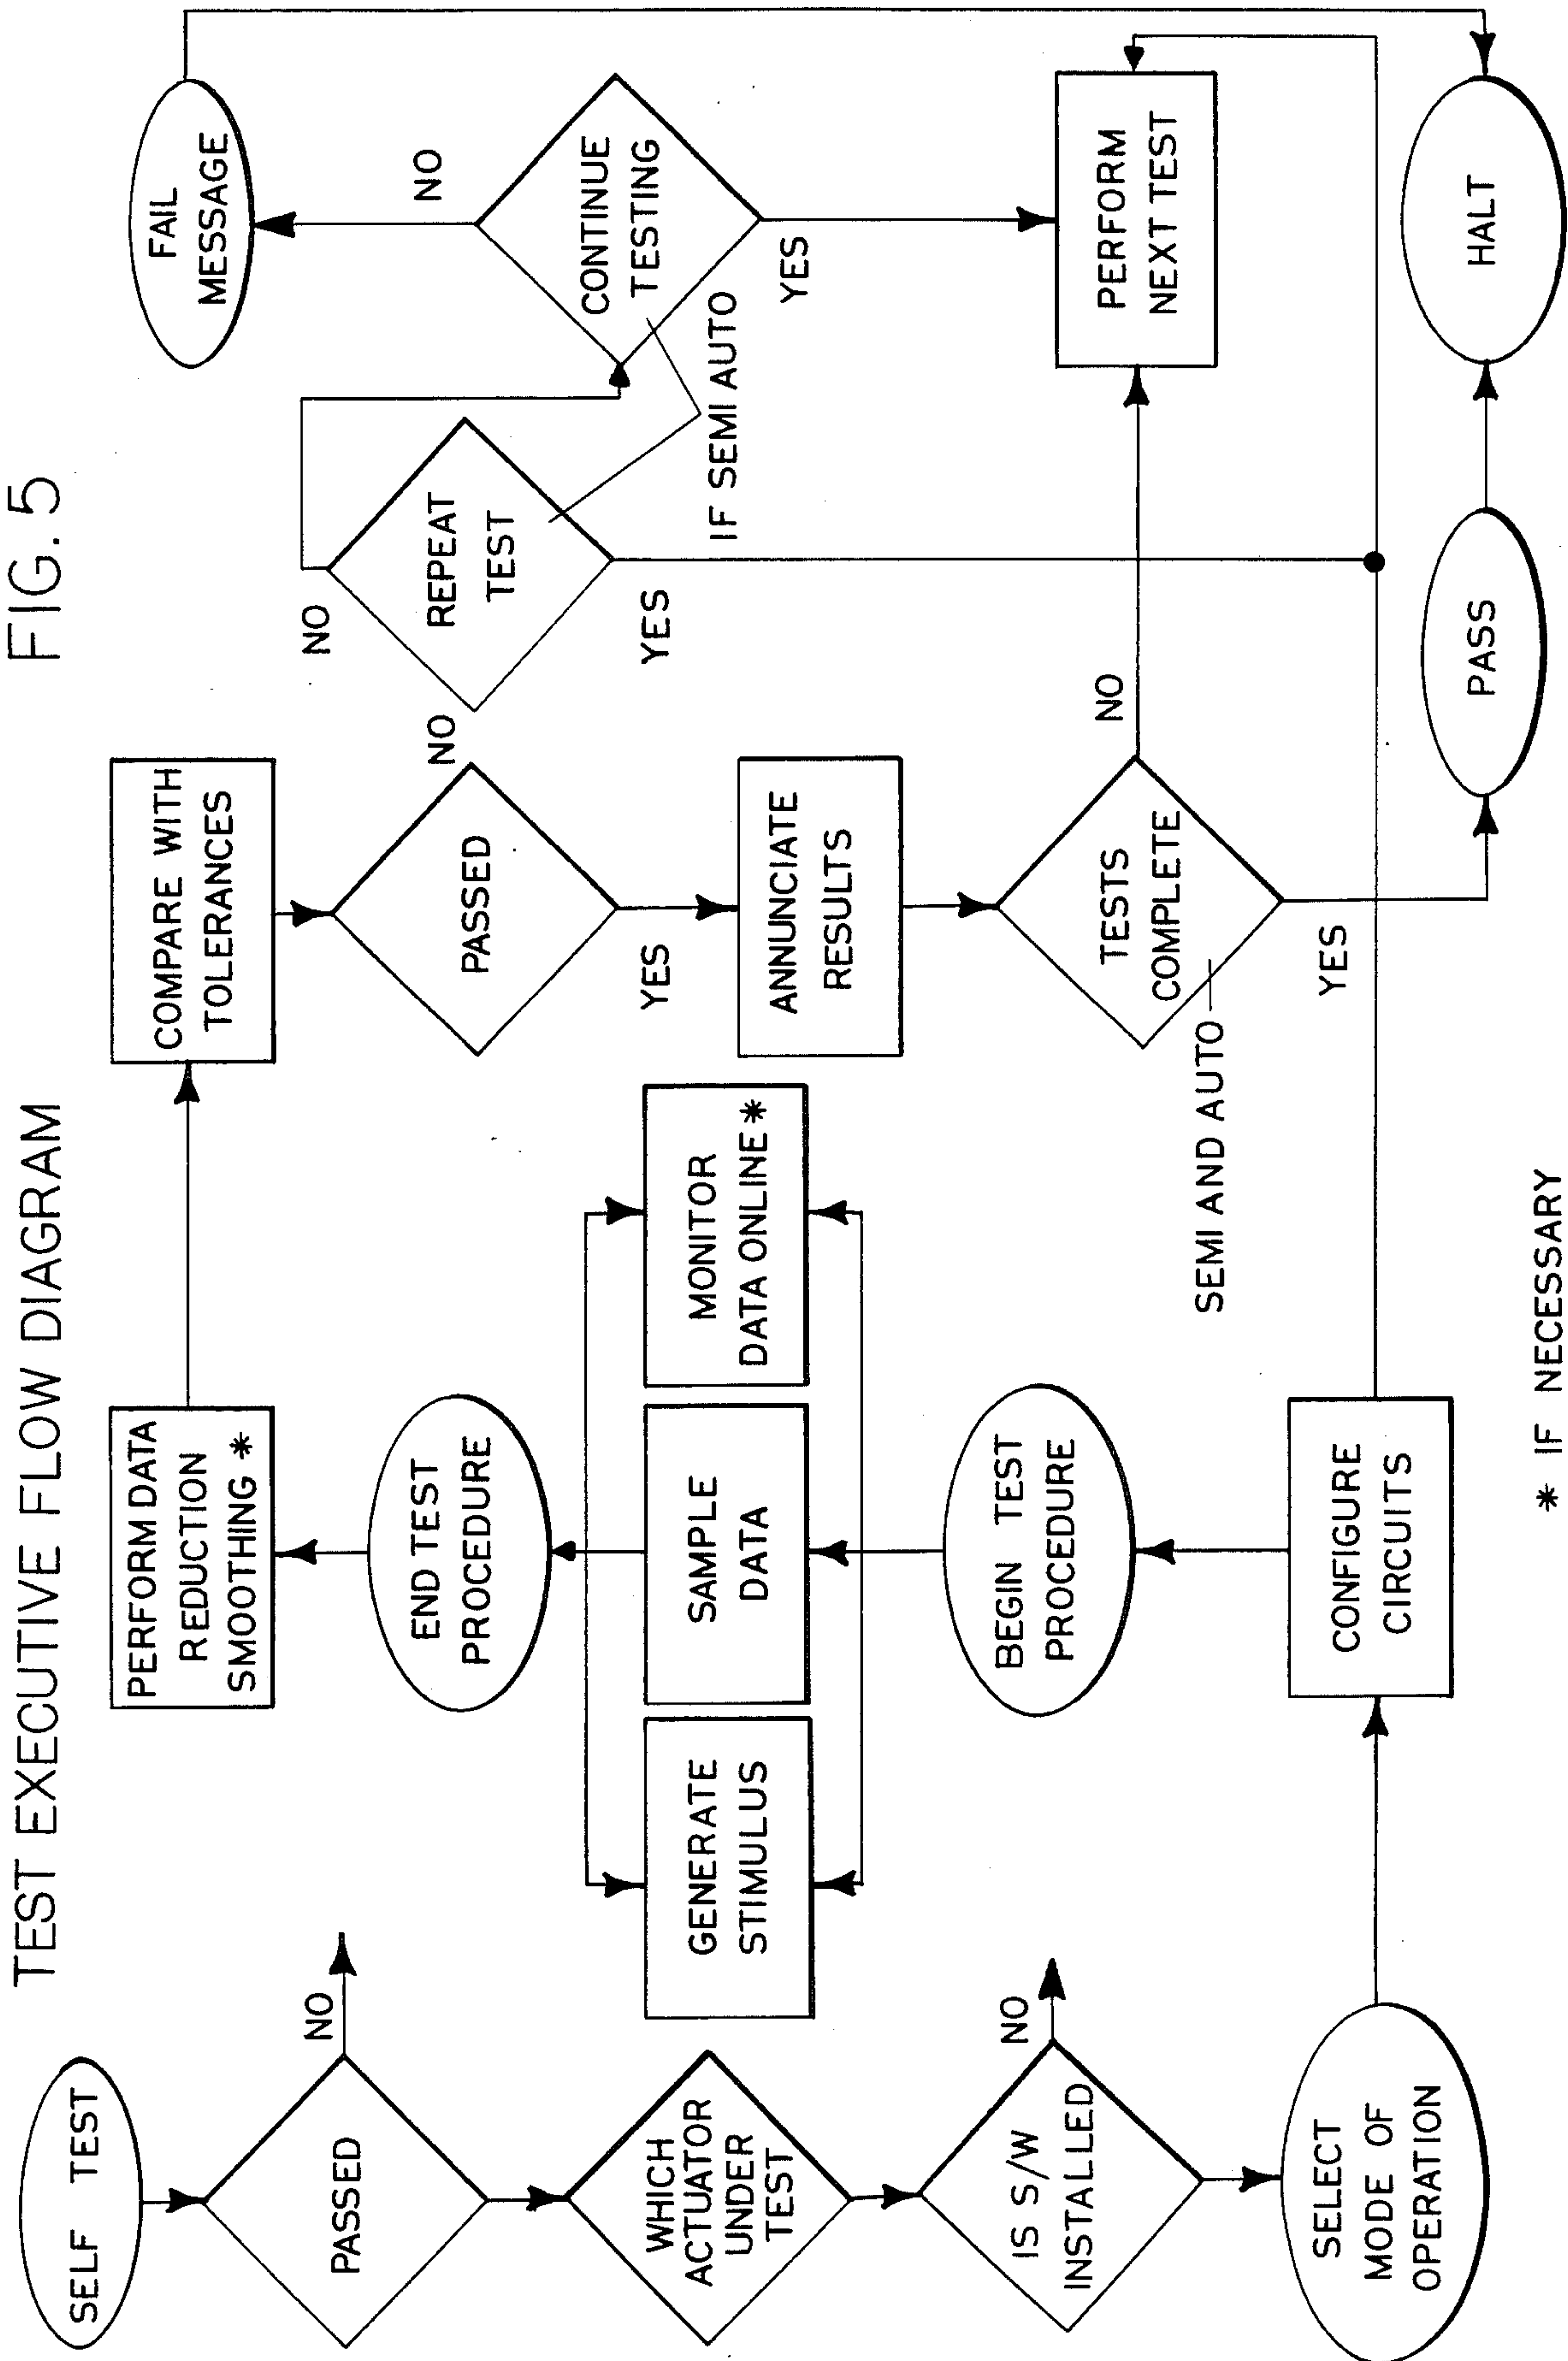 FIG. 5
TEST EXECUTIVE FLOW DIAGRAM
SELF TEST
PASSED
NO
WHICH
ACTUATOR
UNDER
TEST
IS S/W
INSTALLED
NO
SELECT
MODE OF
OPERATION
PERFORM DATA
REDUCTION
SMOOTHING *
END TEST
PROCEDURE
GENERATE
STIMULUS
SAMPLE
DATA
MONITOR
DATA ONLINE *
BEGIN TEST
PROCEDURE
CONFIGURE
CIRCUITS
COMPARE WITH
TOLERANCES
PASSED
NO
YES
ANNUNCIATE
RESULTS
TESTS
COMPLETE
NO
SEMI AND AUTO
YES
NO
REPEAT
TEST
YES
IF SEMI AUTO
FAIL
MESSAGE
NO
CONTINUE
TESTING
YES
PERFORM
NEXT TEST
PASS
HALT
* IF NECESSARY